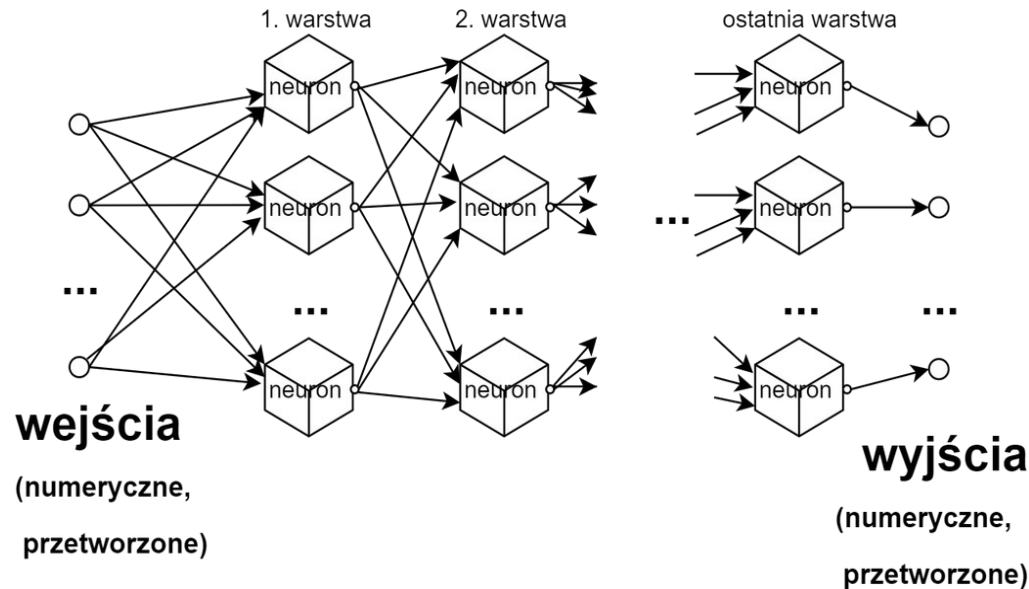 1. warstwa 2. warstwa ostatnia warstwa
neuron neuron neuron
neuron neuron ... neuron
... ... ... ... ...
neuron neuron neuron
wejścia
(numeryczne,
przetworzone)
wyjścia
(numeryczne,
przetworzone)